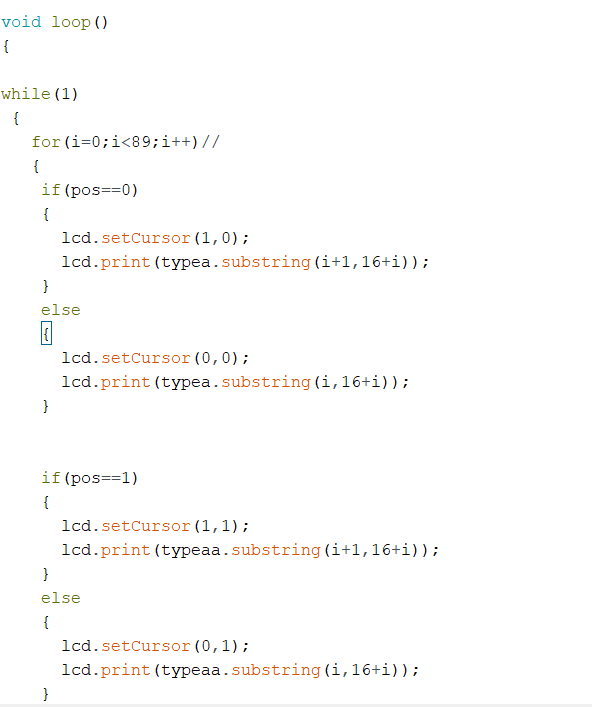 void loop()
{
while(1)
{
for(i=0;i<89;i++)//
{
if(pos==0)
{
lcd.setCursor(1,0);
lcd.print(typea.substring(i+1,16+i));
}
else
{
lcd.setCursor(0,0);
lcd.print(typea.substring(i,16+i));
}
if(pos==1)
{
lcd.setCursor(1,1);
lcd.print(typeaa.substring(i+1,16+i));
}
else
{
lcd.setCursor(0,1);
lcd.print(typeaa.substring(i,16+i));
}